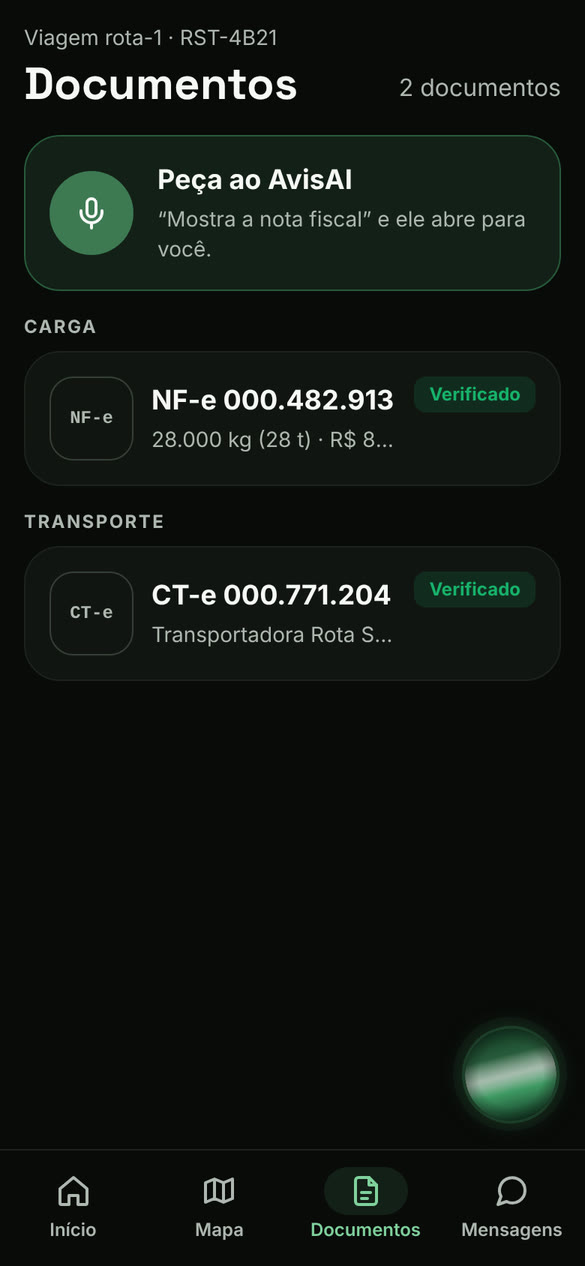 Viagem rota-1 · RST-4B21
Documentos
2 documentos
Peça ao AvisAI
“Mostra a nota fiscal” e ele abre para
você.
CARGA
NF-e
NF-e 000.482.913
Verificado
28.000 kg (28 t) · R$ 8...
TRANSPORTE
CT-e
CT-e 000.771.204
Verificado
Transportadora Rota S...
Início
Mapa
Documentos
Mensagens